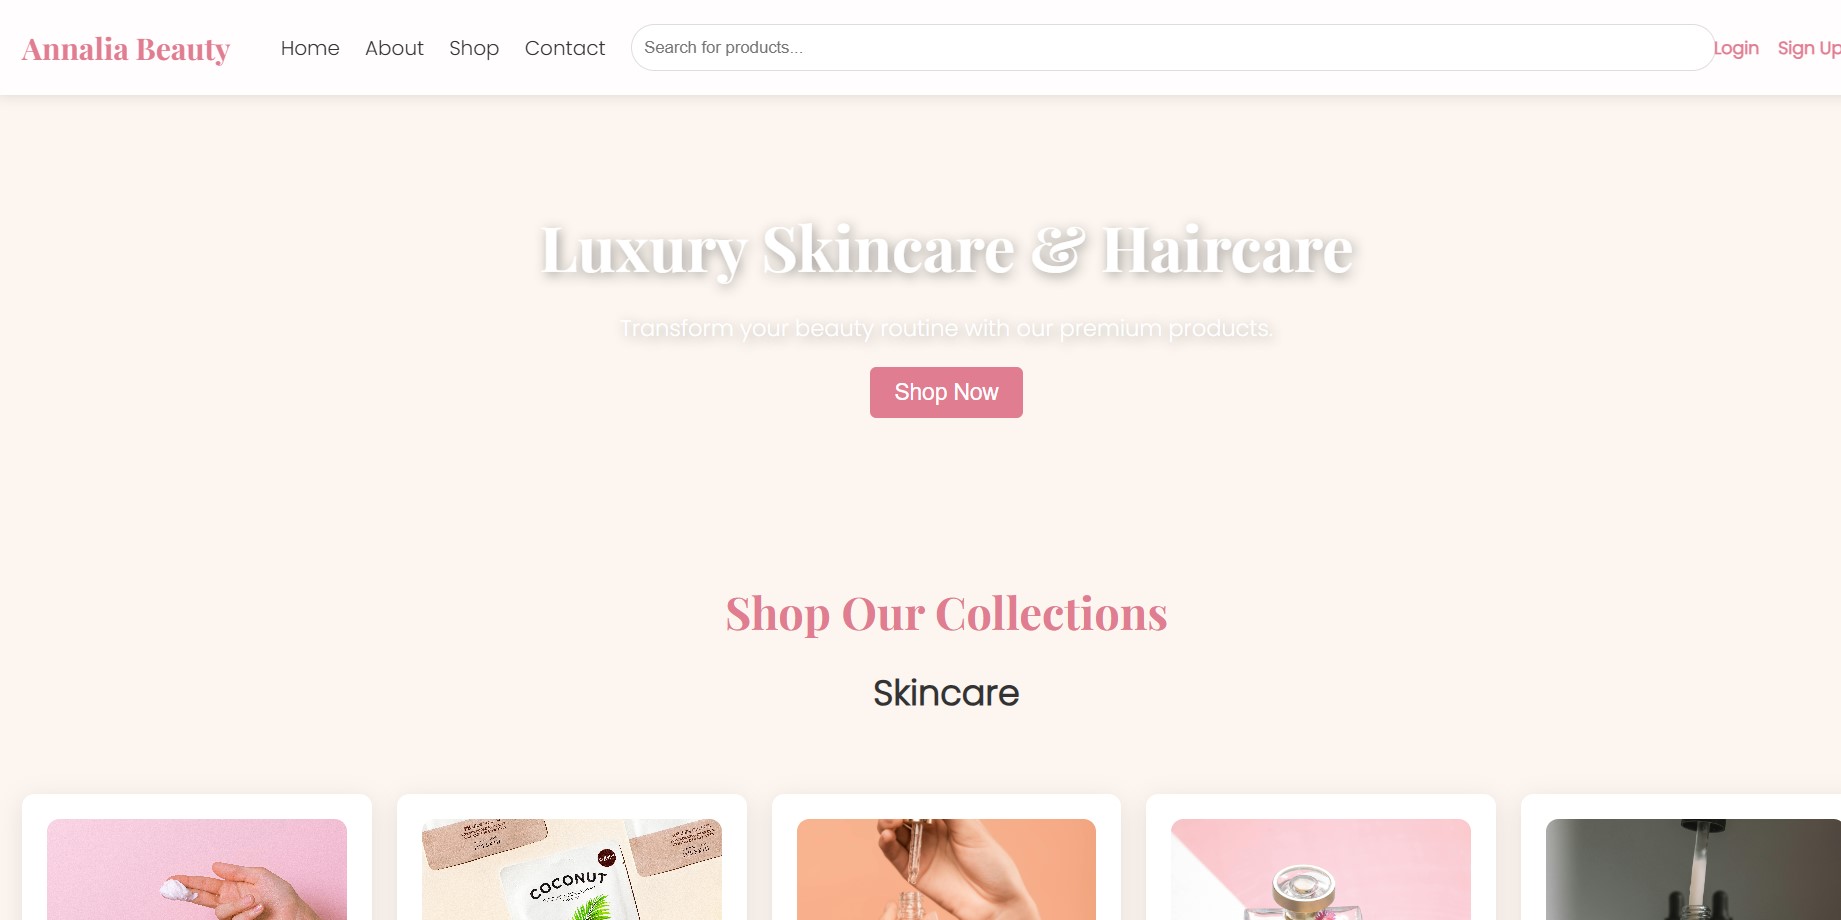 Annalia Beauty Home About Shop Contact Search for products... Login Sign Up
Luxury Skincare & Haircare
Transform your beauty routine with our premium products.
Shop Now
Shop Our Collections
Skincare
COCONUT